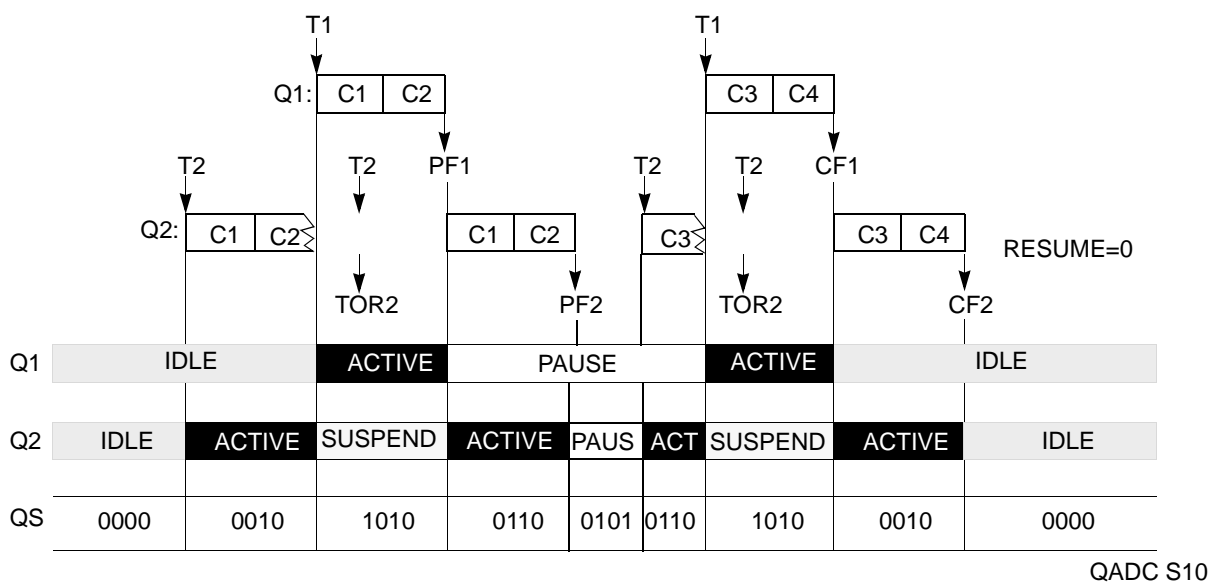 T1 T1
Q1: C1 C2 C3 C4
T2 T2 PF1 T2 T2 CF1
Q2: C1 C2 C1 C2 C3 C3 C4 RESUME=0
TOR2 PF2 TOR2 CF2
Q1 IDLE ACTIVE PAUSE ACTIVE IDLE
Q2 IDLE ACTIVE SUSPEND ACTIVE PAUS ACT SUSPEND ACTIVE IDLE
QS 0000 0010 1010 0110 0101 0110 1010 0010 0000
QADC S10